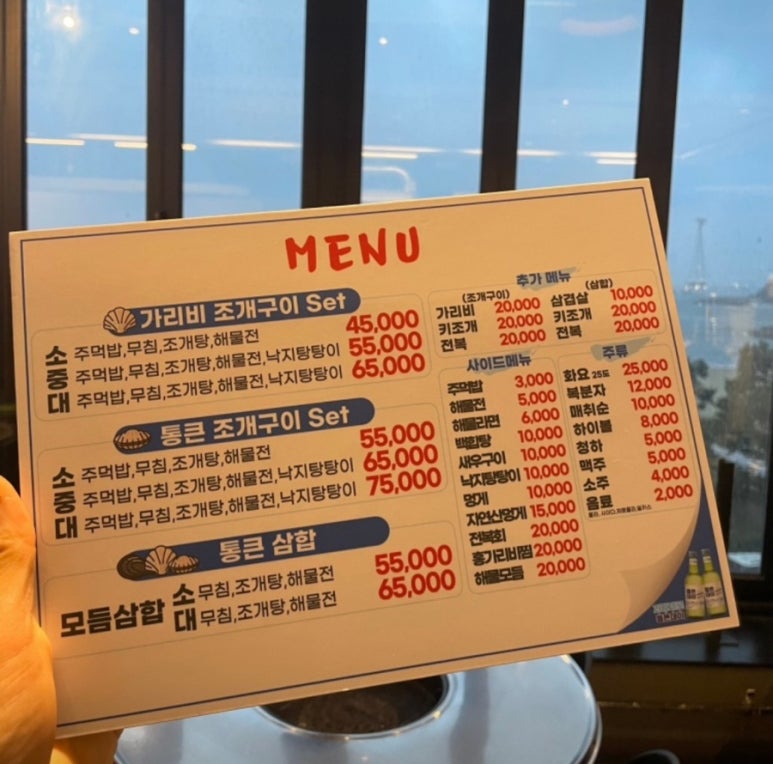 MENU
가리비 조개구이 Set
소 주먹밥,무침,조개탕,해물전 45,000
중 주먹밥,무침,조개탕,해물전,낙지탕탕이 55,000
대 주먹밥,무침,조개탕,해물전,낙지탕탕이 65,000
통큰 조개구이 Set
소 주먹밥,무침,조개탕,해물전 55,000
중 주먹밥,무침,조개탕,해물전,낙지탕탕이 65,000
대 주먹밥,무침,조개탕,해물전,낙지탕탕이 75,000
통큰 삼합
모듬삼합
소 무침,조개탕,해물전 55,000
대 무침,조개탕,해물전 65,000
추가 메뉴
(조개구이)
가리비 20,000
키조개 20,000
전복 20,000
(삼합)
삼겹살 10,000
키조개 20,000
전복 20,000
사이드메뉴
주먹밥 3,000
해물전 5,000
해물라면 6,000
백합탕 10,000
새우구이 10,000
낙지탕탕이 10,000
멍게 10,000
자연산멍게 15,000
전복회 20,000
홍가리비찜 20,000
해물모듬 20,000
주류
화요 25도 25,000
복분자 12,000
매취순 10,000
하이볼 8,000
청하 5,000
맥주 5,000
소주 4,000
음료 2,000